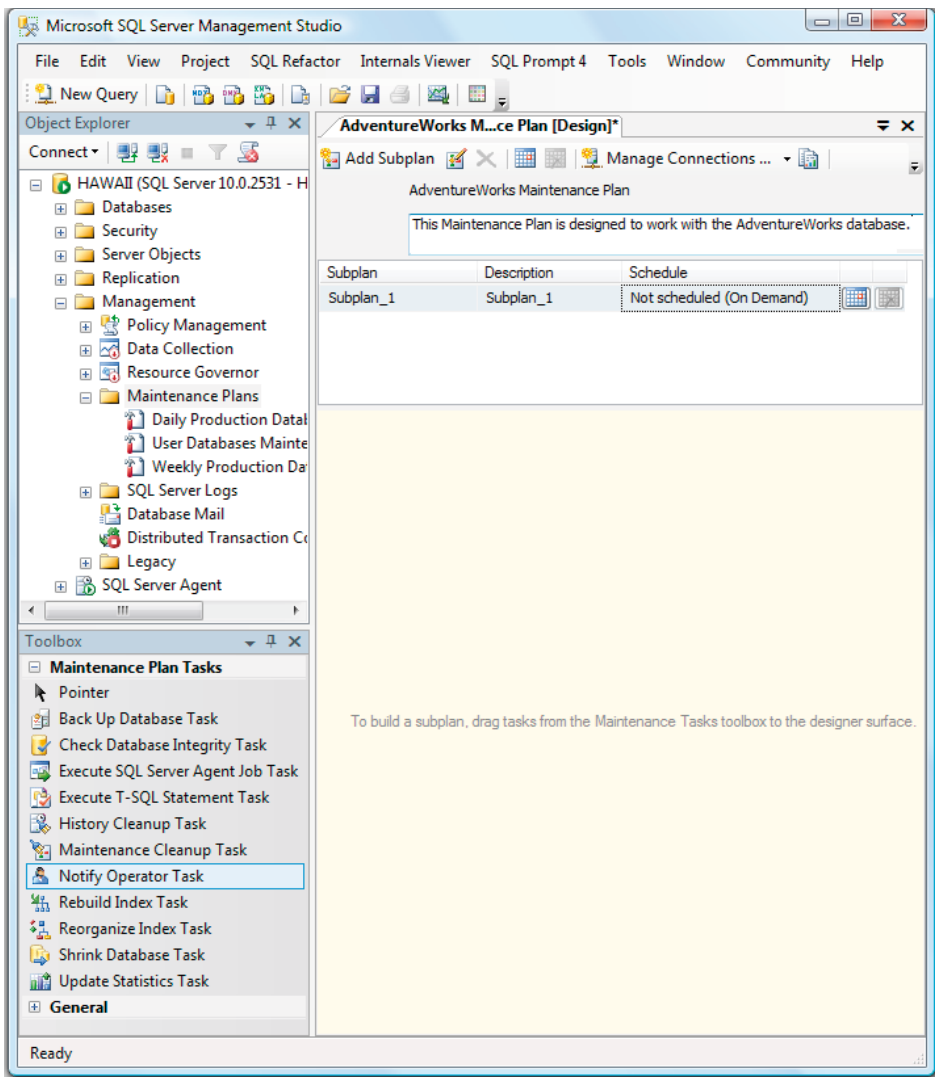 Microsoft SQL Server Management Studio
File Edit View Project SQL Refactor Internals Viewer SQL Prompt 4 Tools Window Community Help
New Query
Object Explorer
Connect
HAWAII (SQL Server 10.0.2531 - H
Databases
Security
Server Objects
Replication
Management
Policy Management
Data Collection
Resource Governor
Maintenance Plans
Daily Production Datab
User Databases Mainte
Weekly Production Da
SQL Server Logs
Database Mail
Distributed Transaction Co
Legacy
SQL Server Agent
Toolbox
Maintenance Plan Tasks
Pointer
Back Up Database Task
Check Database Integrity Task
Execute SQL Server Agent Job Task
Execute T-SQL Statement Task
History Cleanup Task
Maintenance Cleanup Task
Notify Operator Task
Rebuild Index Task
Reorganize Index Task
Shrink Database Task
Update Statistics Task
General
AdventureWorks M...ce Plan [Design]*
Add Subplan Manage Connections ...
AdventureWorks Maintenance Plan
This Maintenance Plan is designed to work with the AdventureWorks database.
Subplan Description Schedule
Subplan_1 Subplan_1 Not scheduled (On Demand)
To build a subplan, drag tasks from the Maintenance Tasks toolbox to the designer surface.
Ready